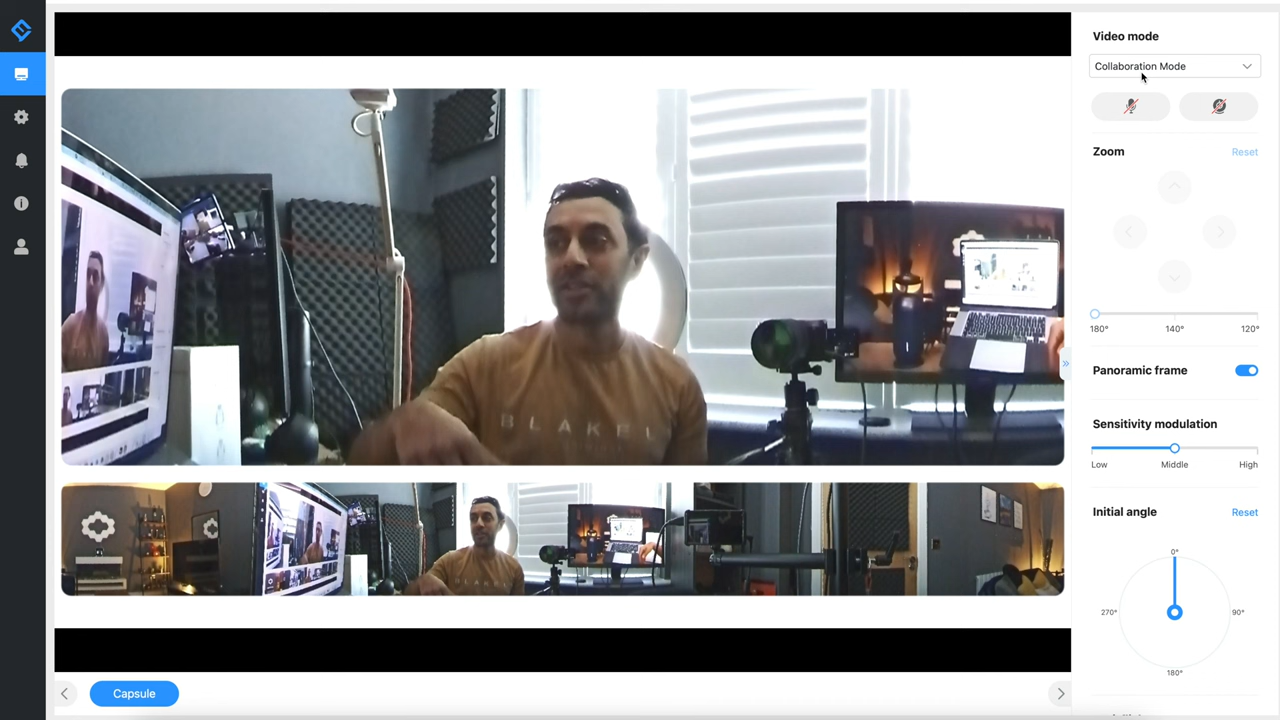 Video mode
Collaboration Mode
Zoom
Reset
180°
140°
120°
Panoramic frame
Sensitivity modulation
Low
Middle
High
Initial angle
Reset
0°
270°
90°
180°
BLAKEL
Capsule